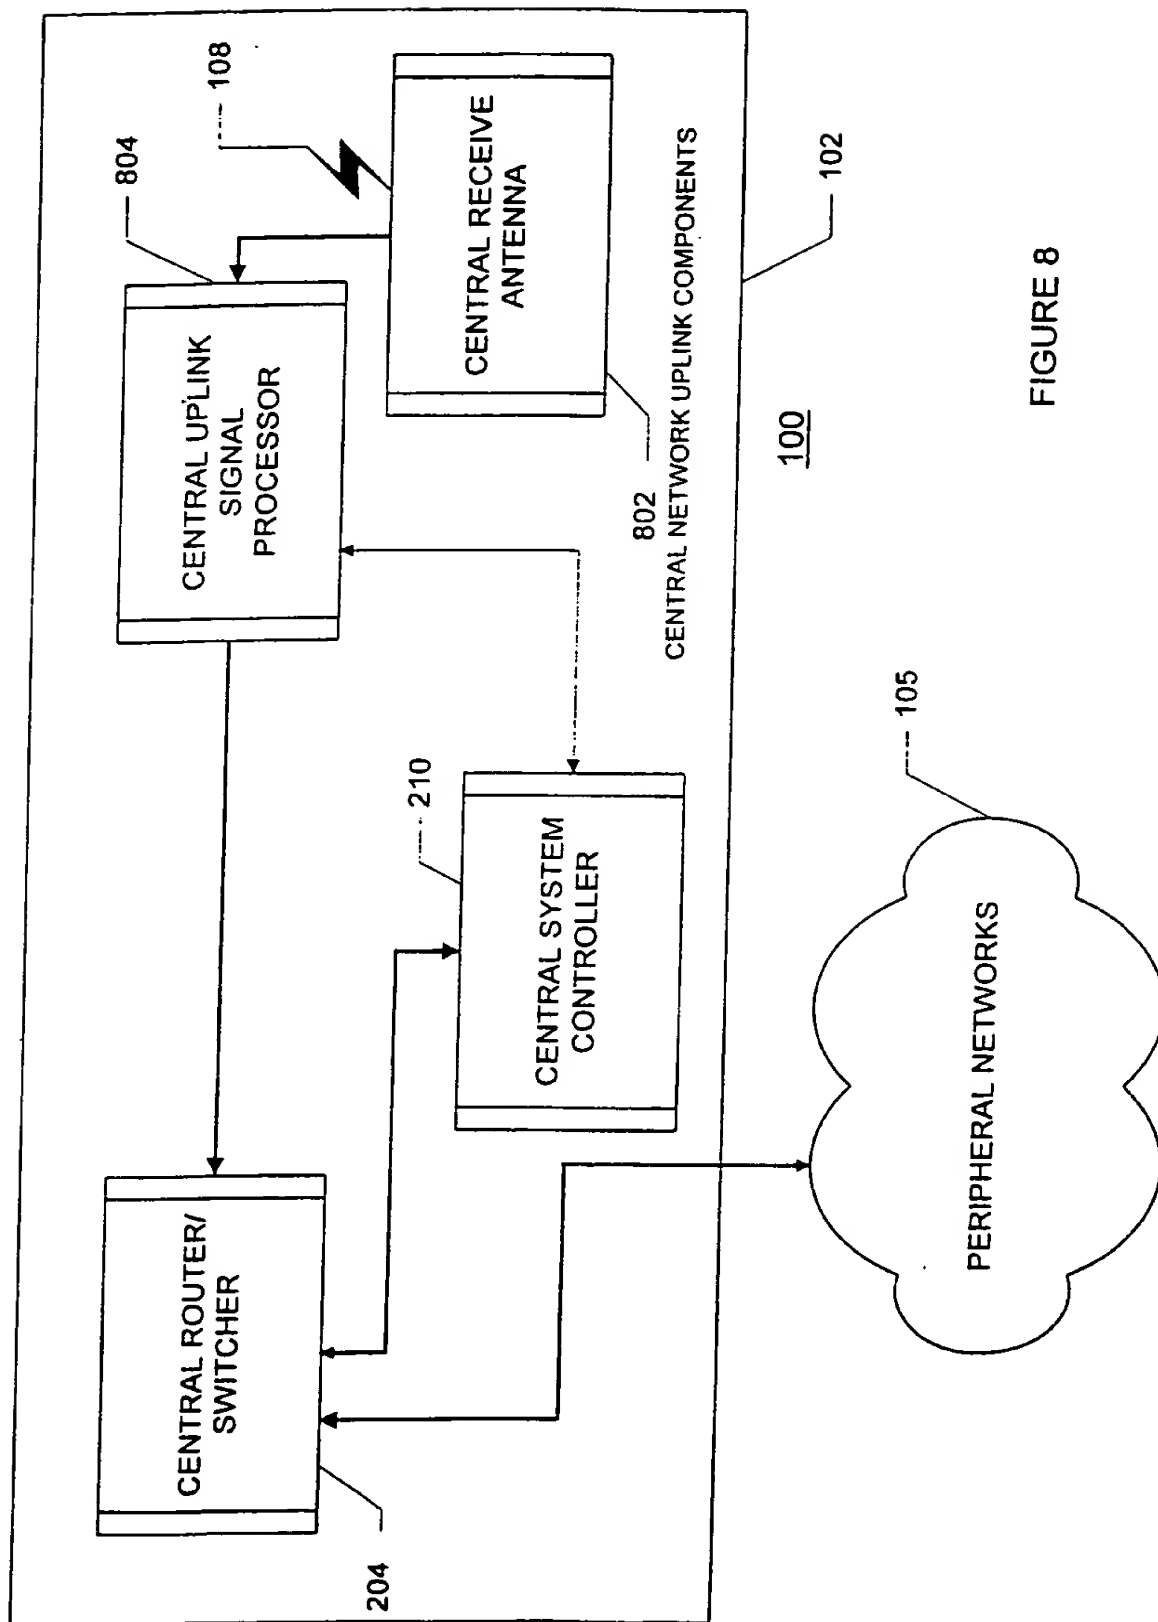 204
CENTRAL ROUTER/
SWITCHER
CENTRAL UPLINK
SIGNAL
PROCESSOR
804
108
210
CENTRAL SYSTEM
CONTROLLER
CENTRAL RECEIVE
ANTENNA
802
CENTRAL NETWORK UPLINK COMPONENTS
102
100
105
PERIPHERAL NETWORKS
FIGURE 8